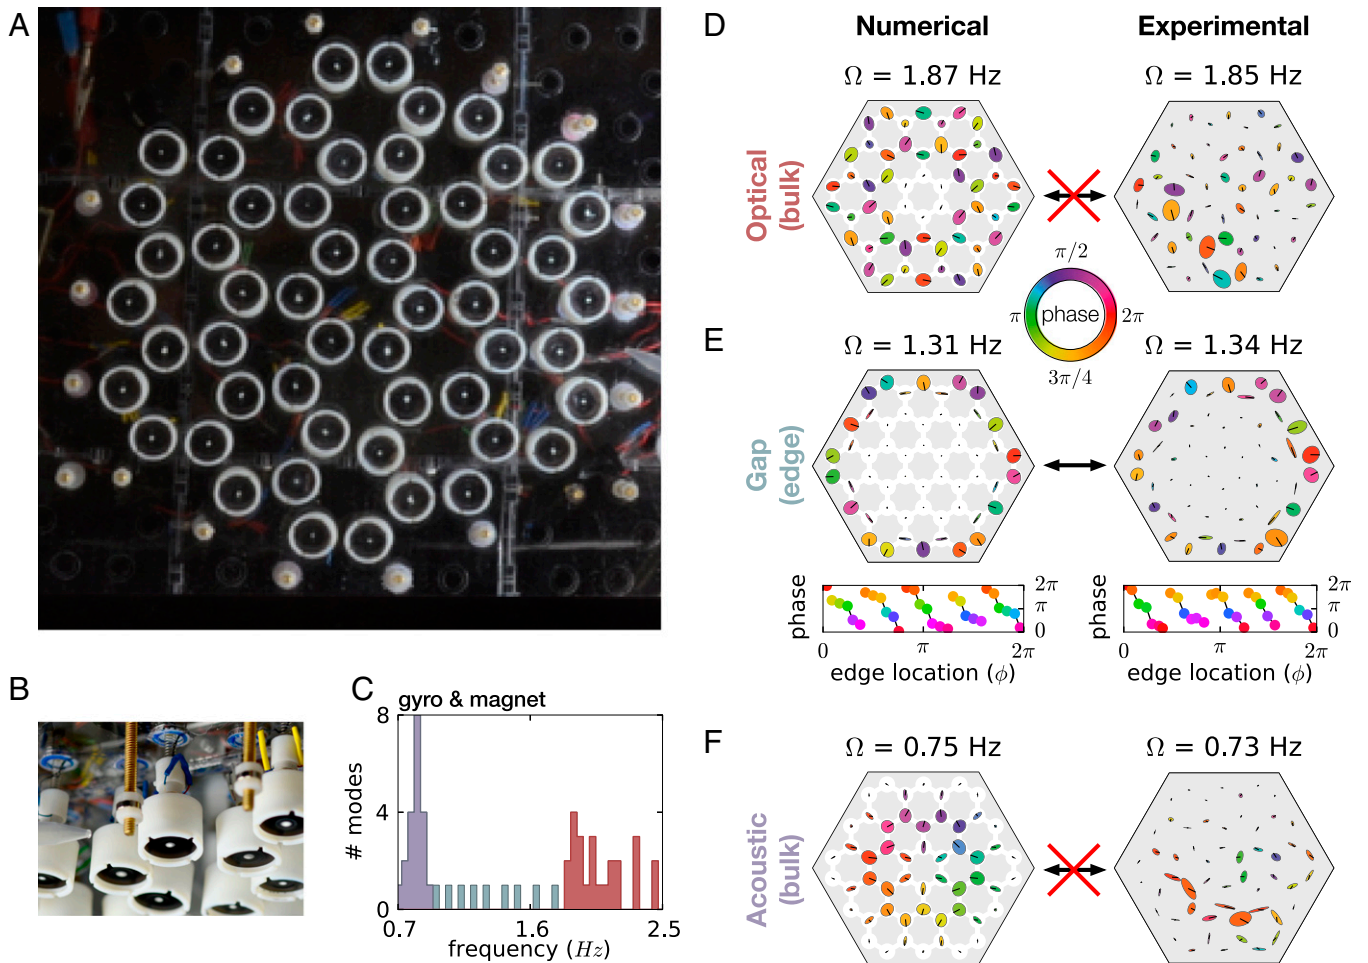 A
B
C
gyro & magnet
8
4
0
# modes
0.7
1.6
2.5
frequency (Hz)
D
Numerical
Experimental
Ω = 1.87 Hz
Ω = 1.85 Hz
Optical
(bulk)
π/2
π
phase
2π
3π/4
E
Ω = 1.31 Hz
Ω = 1.34 Hz
Gap
(edge)
phase
2π
π
0
0
π
2π
edge location (ϕ)
phase
2π
π
0
0
π
2π
edge location (ϕ)
F
Ω = 0.75 Hz
Ω = 0.73 Hz
Acoustic
(bulk)